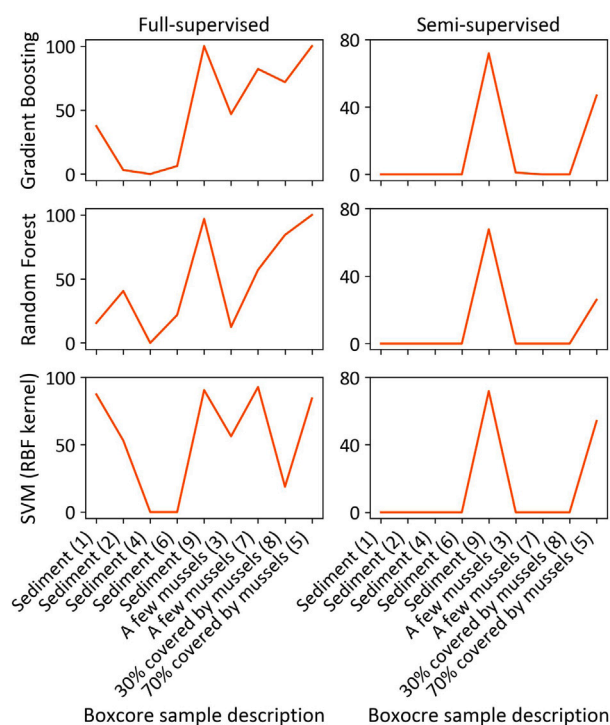 Full-supervised
Semi-supervised
Gradient Boosting
100
50
0
80
40
0
Random Forest
100
50
0
80
40
0
SVM (RBF kernel)
100
50
0
80
40
0
Sediment (1)
Sediment (2)
Sediment (4)
Sediment (6)
Sediment (9)
A few mussels (3)
A few mussels (7)
30% covered by mussels (8)
70% covered by mussels (5)
Sediment (1)
Sediment (2)
Sediment (4)
Sediment (6)
Sediment (9)
A few mussels (3)
A few mussels (7)
30% covered by mussels (8)
70% covered by mussels (5)
Boxcore sample description
Boxocre sample description